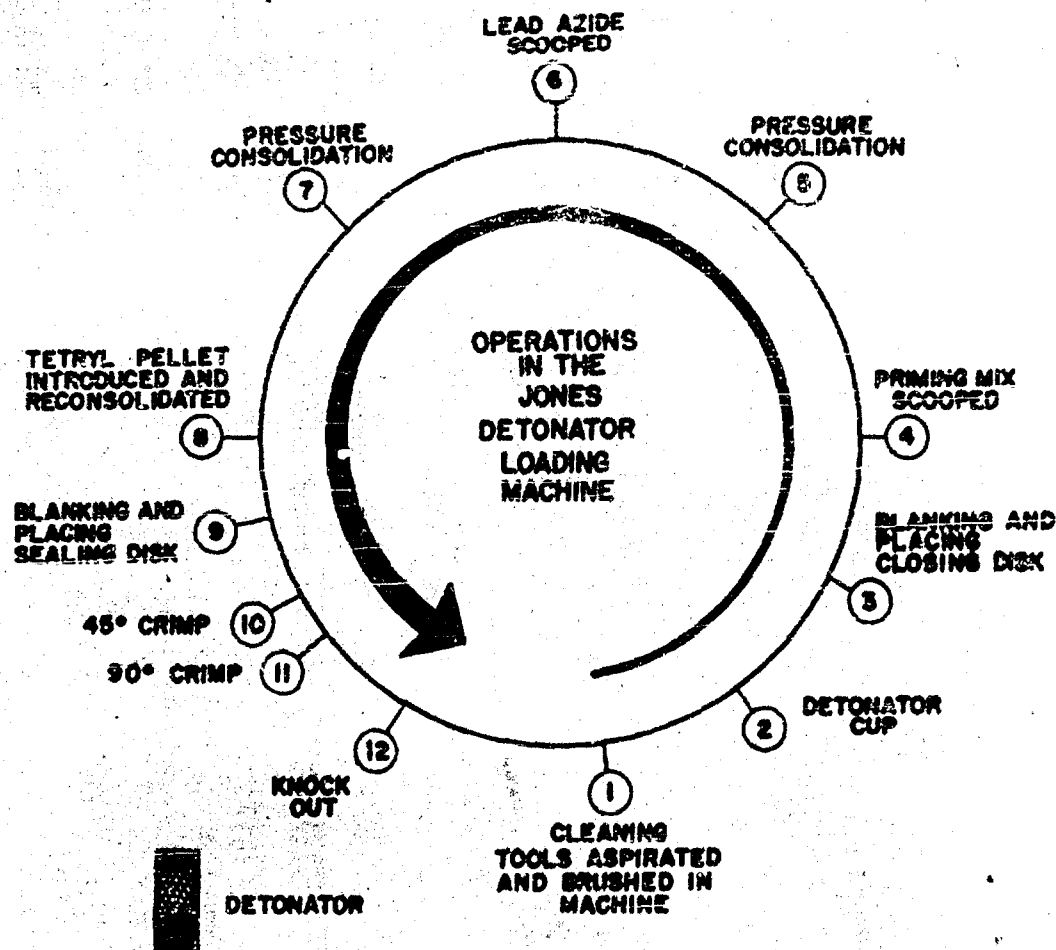 LEAD AZIDE
SCOOPED
6
PRESSURE
CONSOLIDATION
7
PRESSURE
CONSOLIDATION
5
TETRYL PELLET
INTRODUCED AND
RECONSOLIDATED
8
OPERATIONS
IN THE
JONES
DETONATOR
LOADING
MACHINE
PRIMING MIX
SCOOPED
4
BLANKING AND
PLACING
SEALING DISK
9
BLANKING AND
PLACING
CLOSING DISK
3
45° CRIMP
10
90° CRIMP
11
DETONATOR
CUP
2
12
KNOCK
OUT
1
CLEANING
TOOLS ASPIRATED
AND BRUSHED IN
MACHINE
DETONATOR